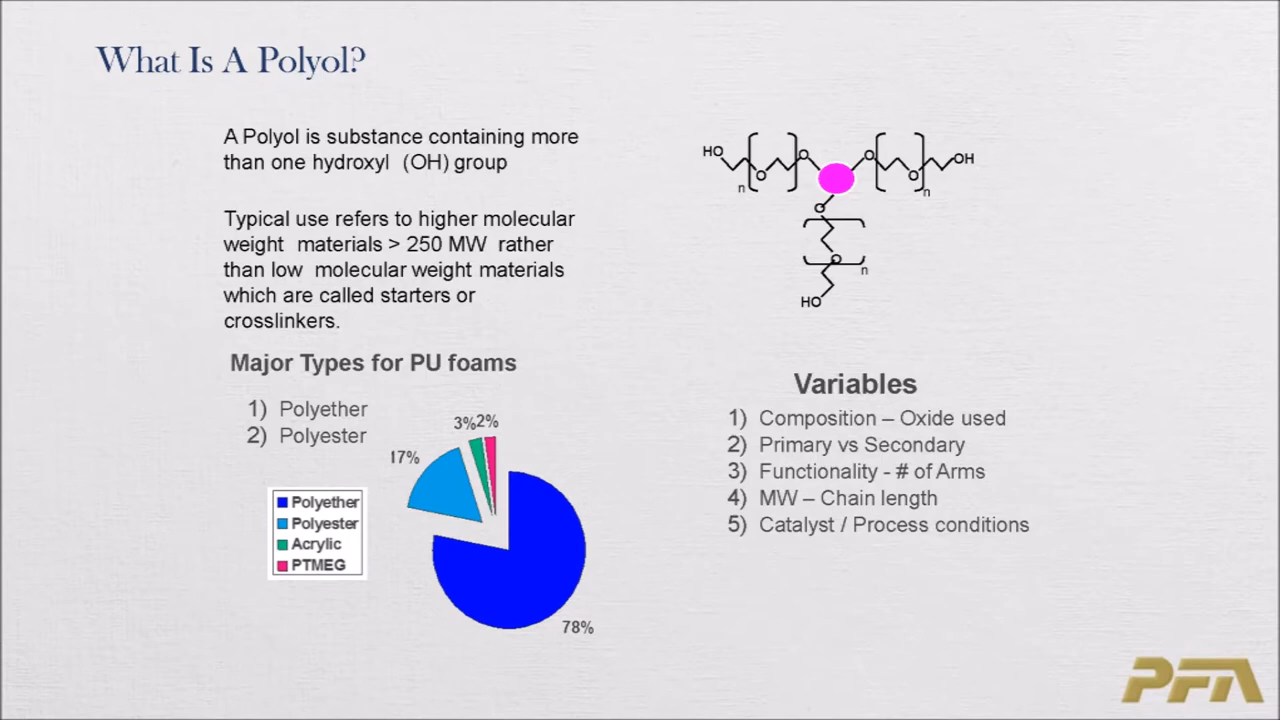 What Is A Polyol?
A Polyol is substance containing more
than one hydroxyl (OH) group
Typical use refers to higher molecular
weight materials > 250 MW rather
than low molecular weight materials
which are called starters or
crosslinkers.
Major Types for PU foams
1) Polyether
2) Polyester
3%
2%
17%
78%
Polyether
Polyester
Acrylic
PTMEG
HO
O
n
O
O
O
n
OH
O
O
n
HO
Variables
1) Composition – Oxide used
2) Primary vs Secondary
3) Functionality - # of Arms
4) MW – Chain length
5) Catalyst / Process conditions
PFA